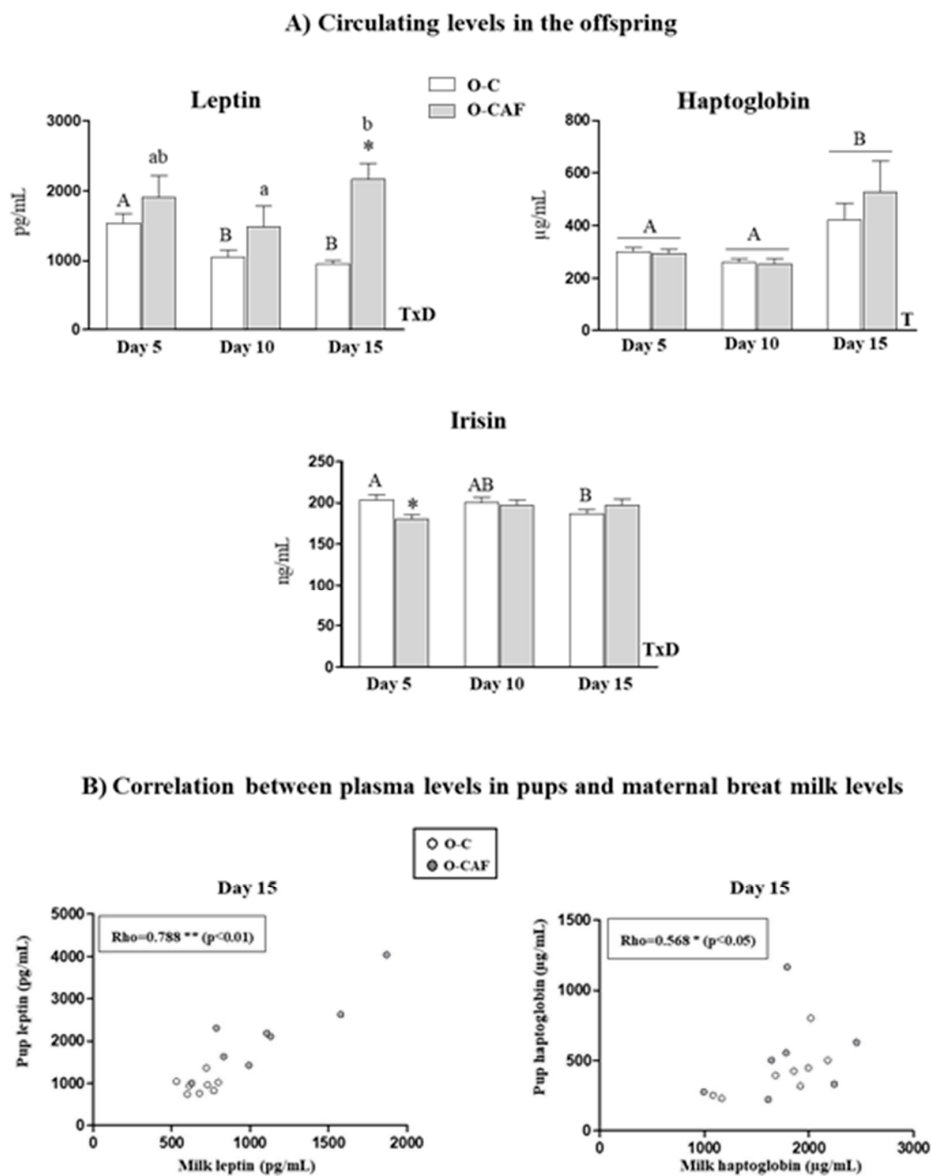 A) Circulating levels in the offspring
Leptin
O-C
O-CAF
Haptoglobin
3000
2000
1000
0
pg/mL
A
ab
B
a
B
b
*
TxD
Day 5
Day 10
Day 15
800
600
400
200
0
µg/mL
A
A
B
T
Day 5
Day 10
Day 15
Irisin
250
200
150
100
50
0
ng/mL
A
*
AB
B
TxD
Day 5
Day 10
Day 15
B) Correlation between plasma levels in pups and maternal breat milk levels
O-C
O-CAF
Day 15
5000
4000
3000
2000
1000
0
Pup leptin (pg/mL)
Rho=0.788 ** (p<0.01)
0
500
1000
1500
2000
Milk leptin (pg/mL)
Day 15
1500
1000
500
0
Pup haptoglobin (µg/mL)
Rho=0.568 * (p<0.05)
0
1000
2000
3000
Milk haptoglobin (µg/mL)